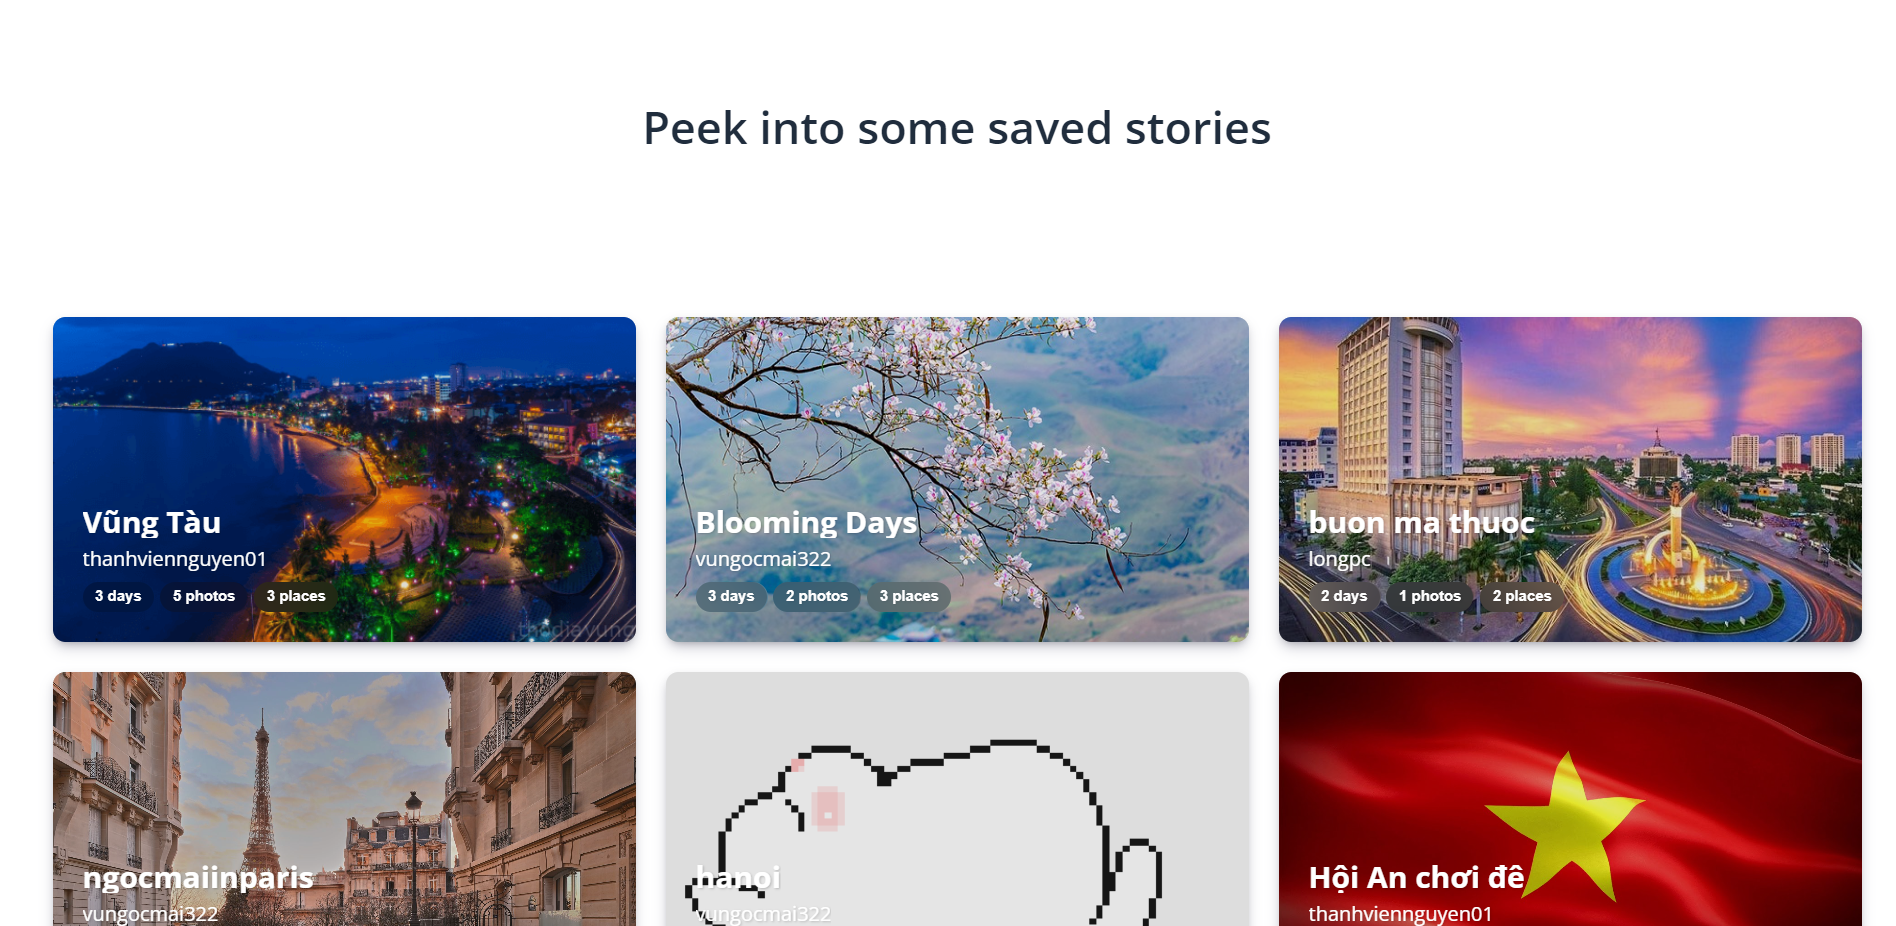 Peek into some saved stories
Vũng Tàu
thanhviennguyen01
3 days 5 photos 3 places
Blooming Days
vungocmai322
3 days 2 photos 3 places
buon ma thuoc
longpc
2 days 1 photos 2 places
ngocmaiinparis
vungocmai322
hanoi
vungocmai322
Hội An chơi đê
thanhviennguyen01